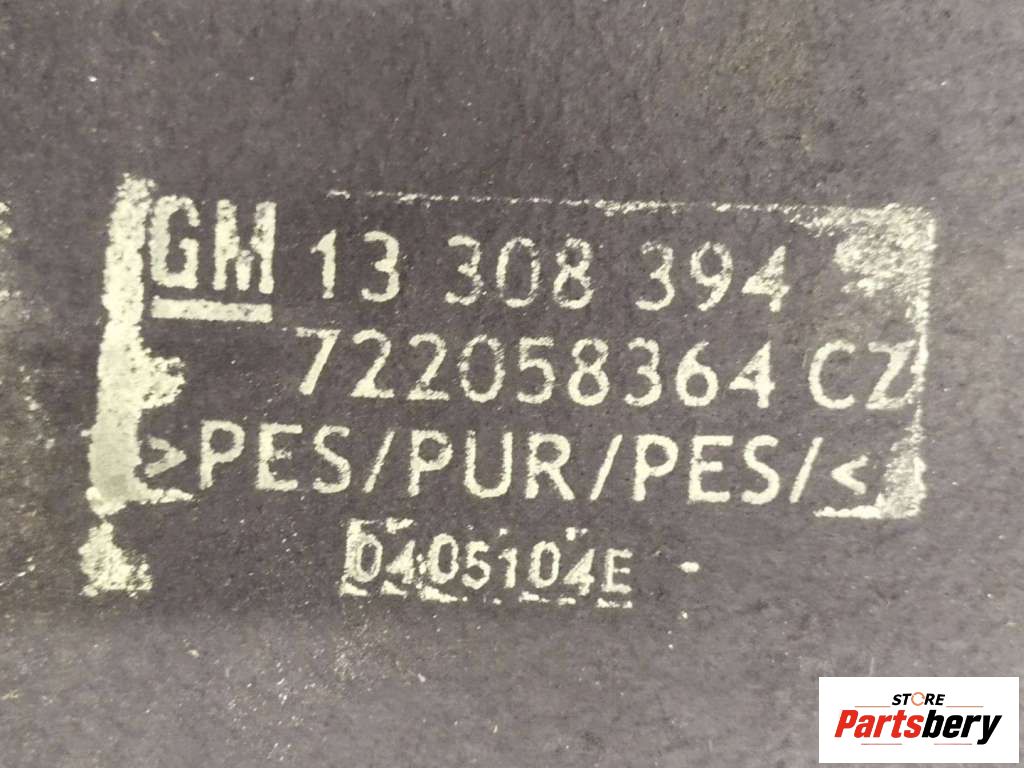 GM 13 308 394
722058364 CZ
>PES/PUR/PES/<
0405104E
STORE
Partsbery